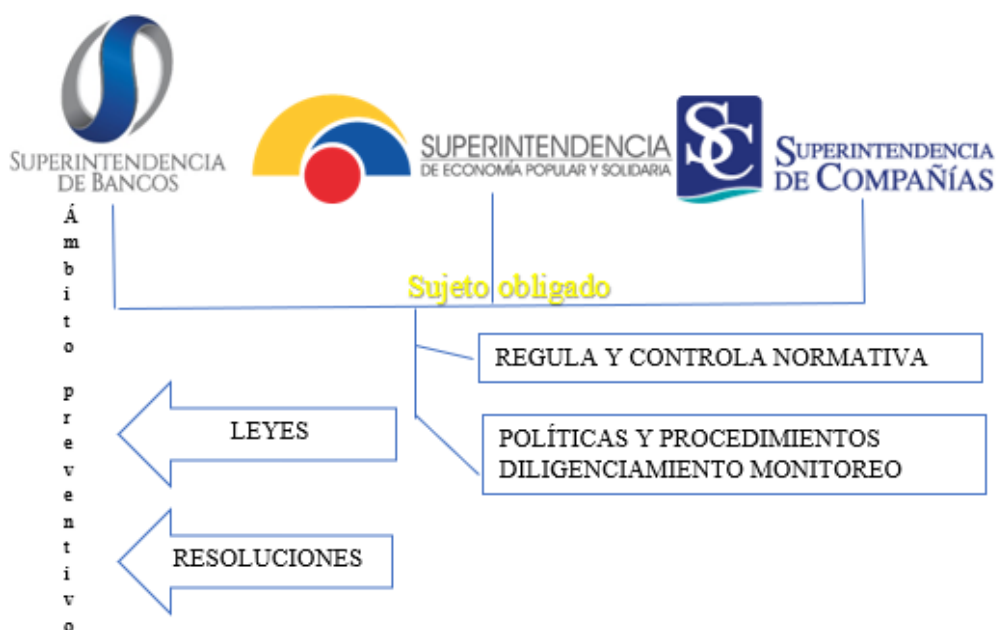 SUPERINTENDENCIA
DE BANCOS
SUPERINTENDENCIA
DE ECONOMÍA POPULAR Y SOLIDARIA
SC
SUPERINTENDENCIA
DE COMPAÑÍAS
Ámbito preventivo
Sujeto obligado
REGULA Y CONTROLA NORMATIVA
LEYES
POLÍTICAS Y PROCEDIMIENTOS
DILIGENCIAMIENTO MONITOREO
RESOLUCIONES